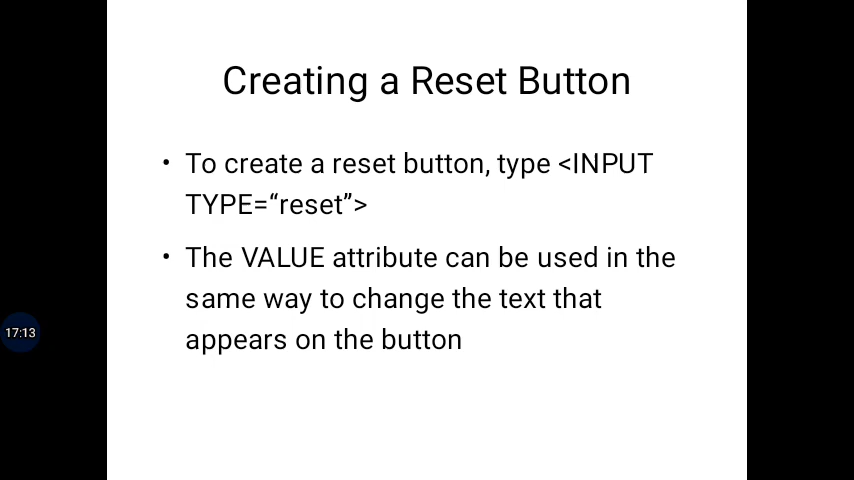 Creating a Reset Button
• To create a reset button, type <INPUT
TYPE=“reset”>
• The VALUE attribute can be used in the
same way to change the text that
appears on the button
17:13